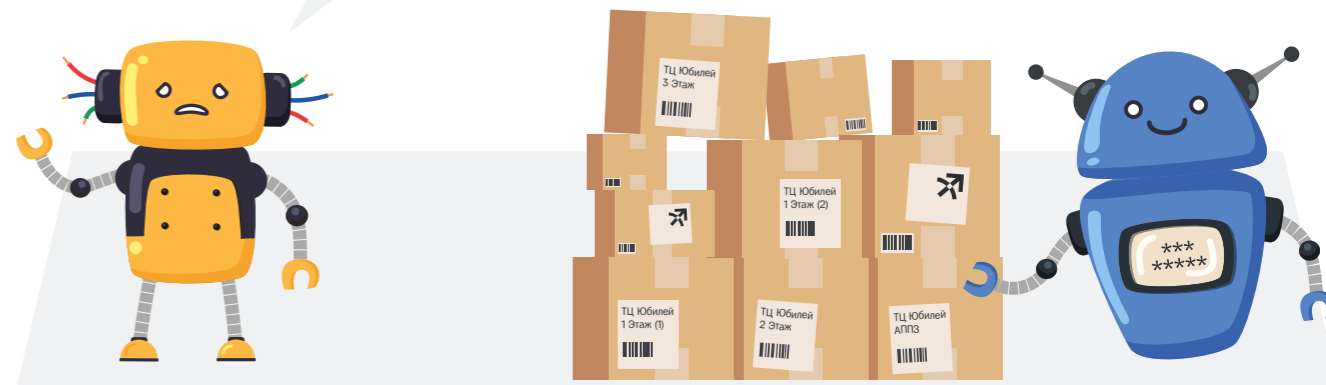 ТЦ Юбилей
3 Этаж
ТЦ Юбилей
1 Этаж (2)
ТЦ Юбилей
1 Этаж (1)
ТЦ Юбилей
2 Этаж
ТЦ Юбилей
АППЗ
***
*****